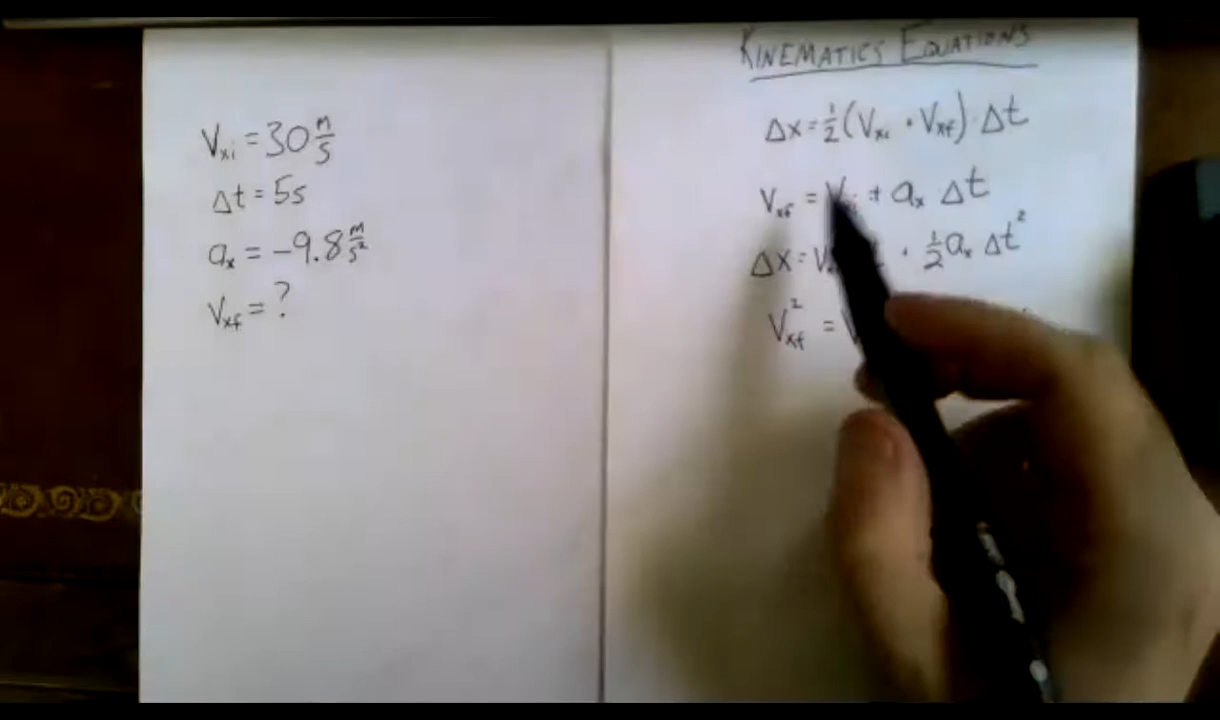 Vxi = 30 m/s
Δt = 5s
ax = -9.8 m/s²
Vxf = ?
KINEMATICS EQUATIONS
Δx = ½(Vxi + Vxf) Δt
Vxf = V i + ax Δt
Δx = V + ½ax Δt²
Vxf² =